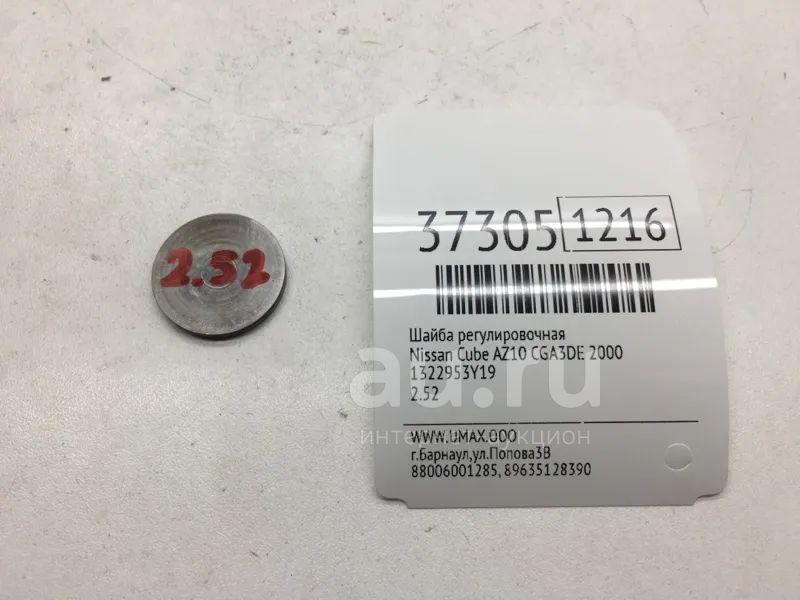 2.52
37305 1216
Шайба регулировочная
Nissan Cube AZ10 CGA3DE 2000
1322953Y19
2.52
au.ru
интернет аукцион
WWW.UMAX.OOO
г.Барнаул,ул.Попова3В
88006001285, 89635128390